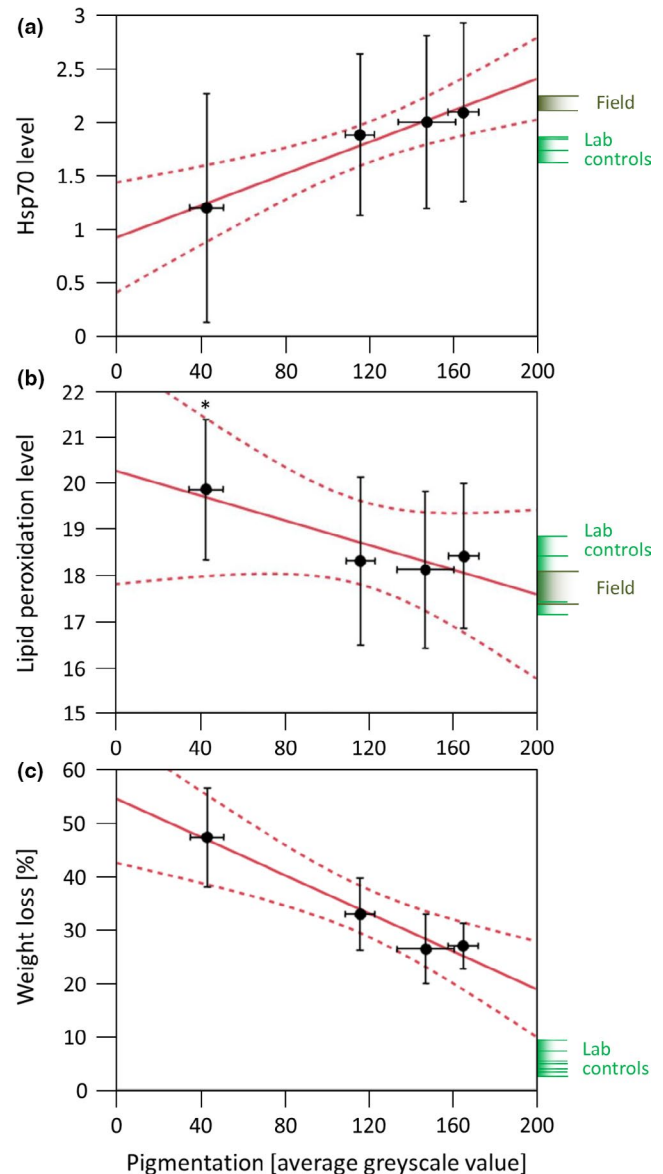 (a)
3
2.5
2
1.5
1
0.5
0
Hsp70 level
Field
Lab
controls
0 40 80 120 160 200
(b)
22
21
20
19
18
17
16
15
Lipid peroxidation level
*
Lab
controls
Field
0 40 80 120 160 200
(c)
60
50
40
30
20
10
0
Weight loss [%]
Lab
controls
0 40 80 120 160 200
Pigmentation [average greyscale value]